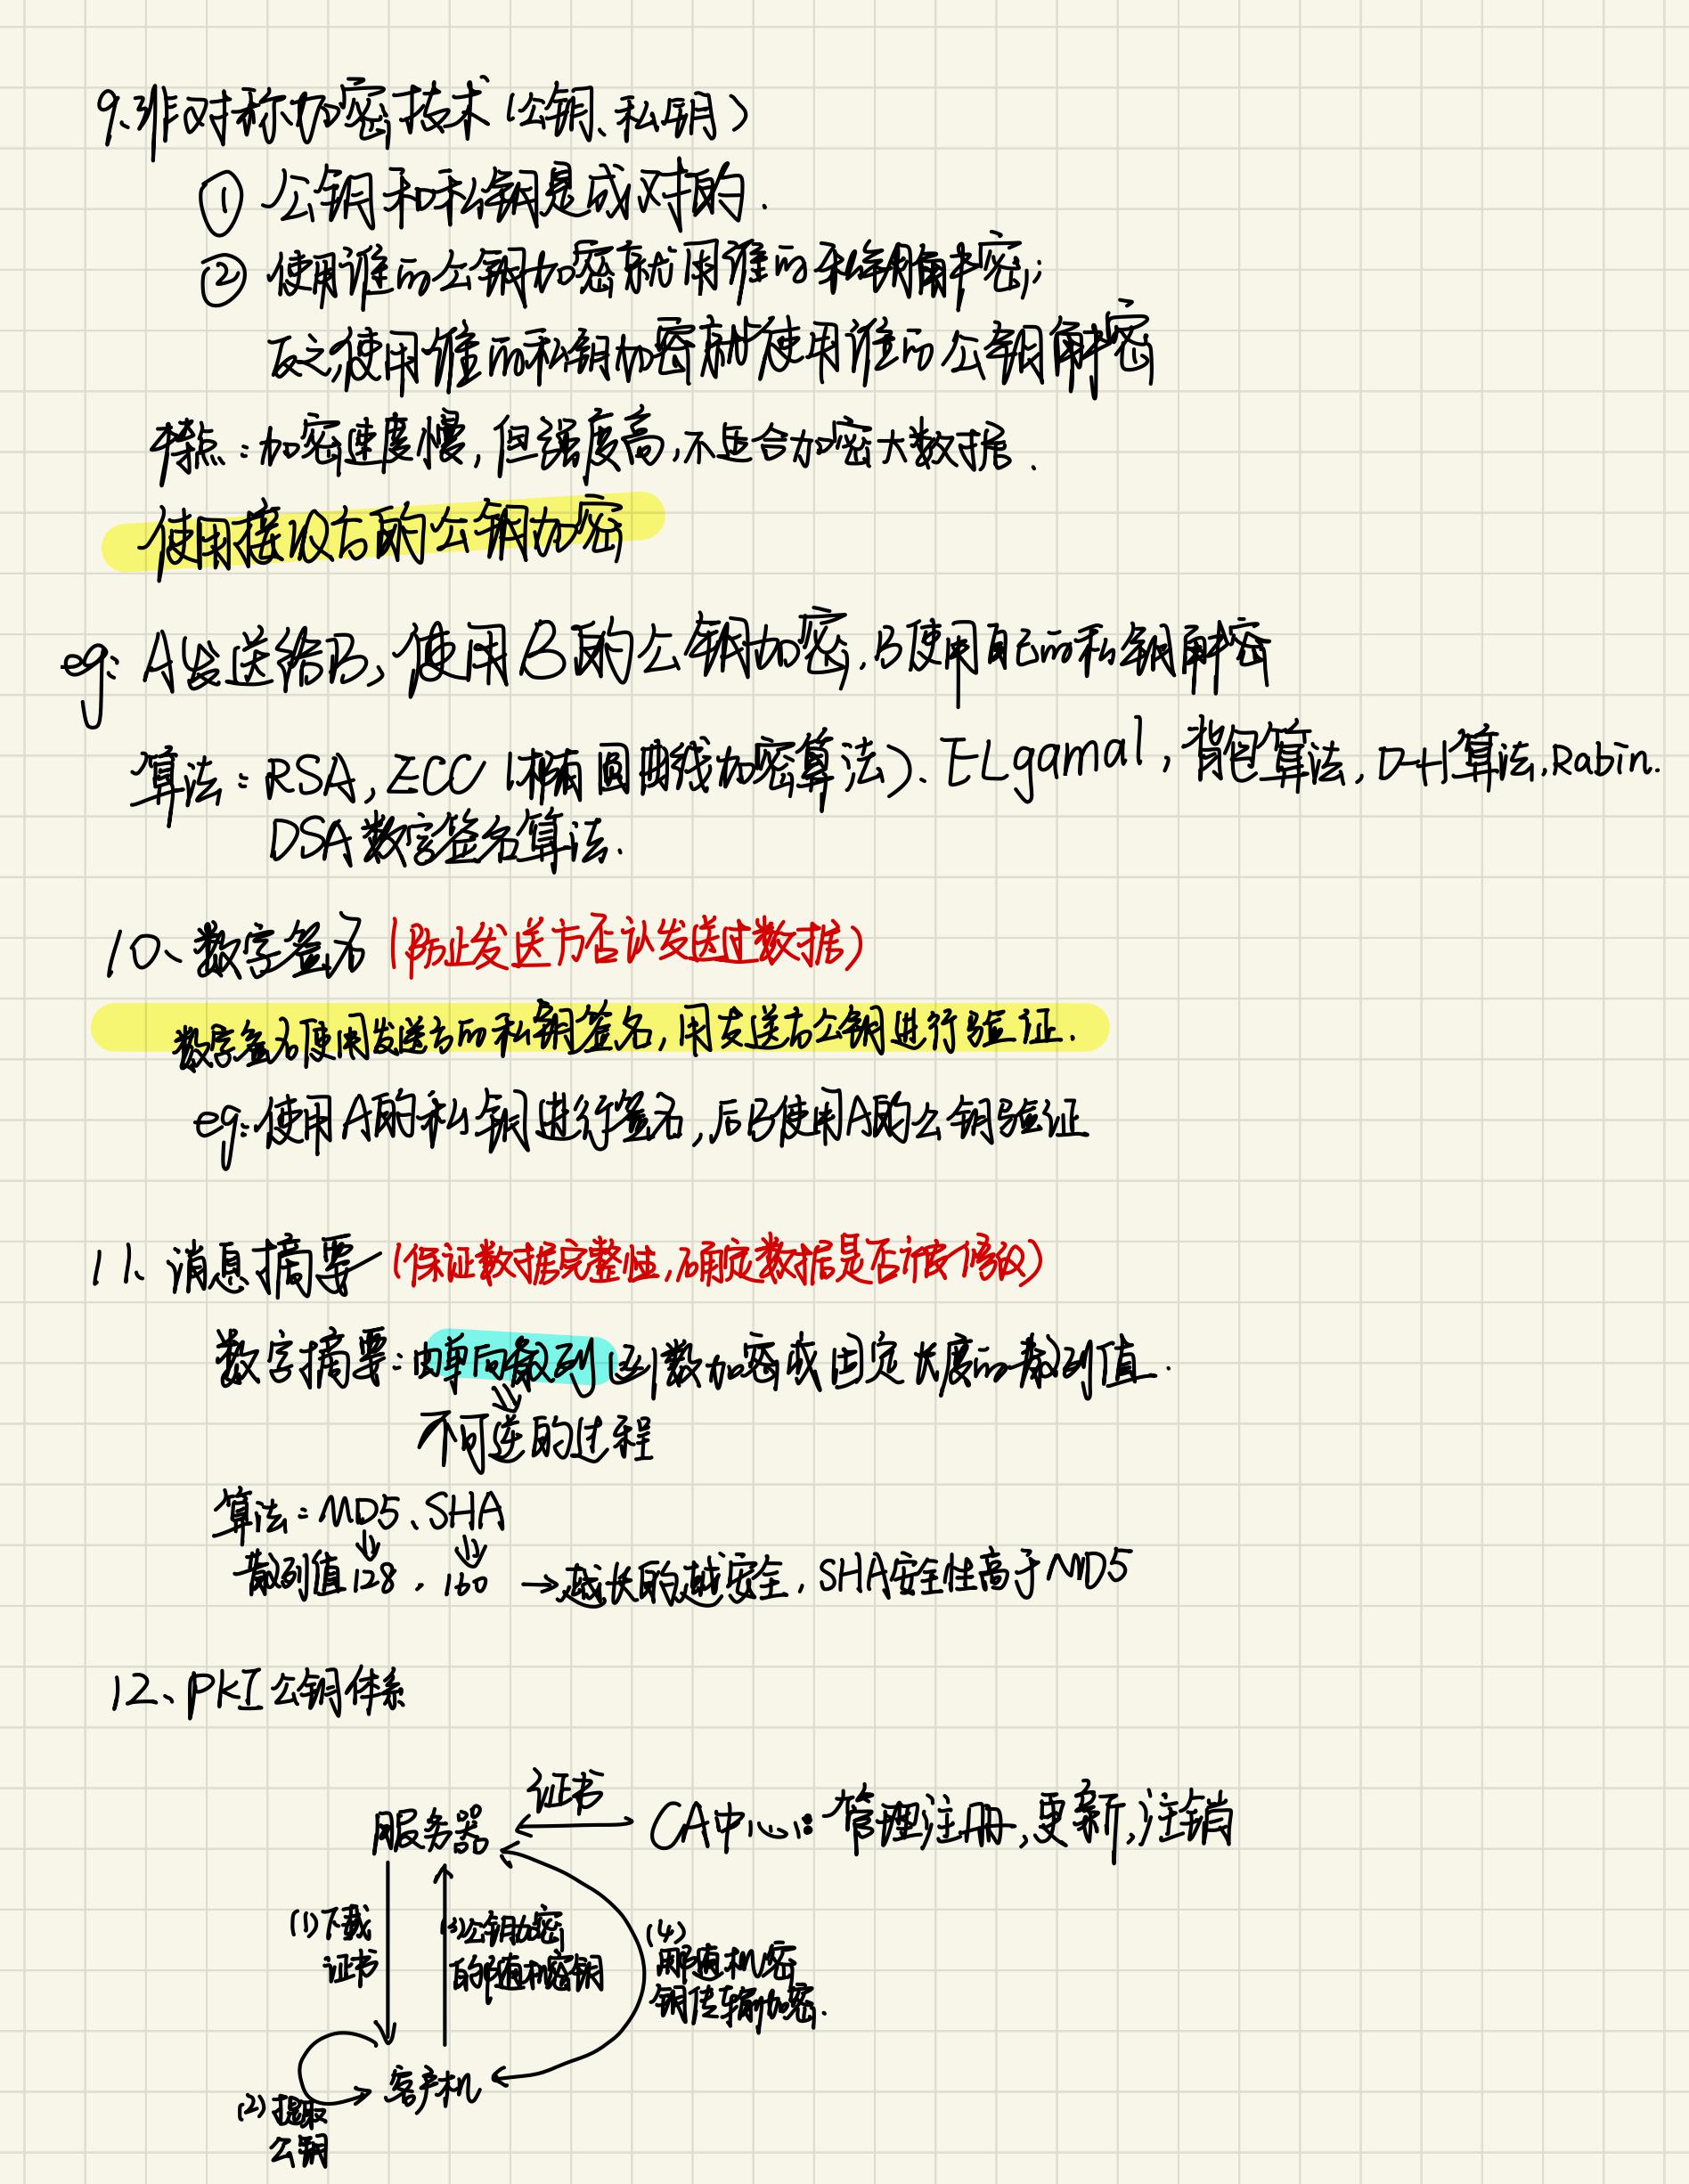 9、非对称加密技术（公钥、私钥）
① 公钥和私钥是成对的.
② 使用谁的公钥加密就用谁的私钥解密;
反之,使用谁的私钥加密就使用谁的公钥解密
特点：加密速度慢, 但强度高, 不适合加密大数据.
使用接收方的公钥加密
eg: A发送给B, 使用B的公钥加密, B使用自己的私钥解密
算法：RSA, ECC（椭圆曲线加密算法）、ELgamal, 背包算法, D-H算法, Rabin.
DSA数字签名算法.
10、数字签名（防止发送方否认发送过数据）
数字签名使用发送方的私钥签名, 用发送方公钥进行验证.
eg: 使用A的私钥进行签名, 后B使用A的公钥验证
11、消息摘要（保证数据完整性, 确定数据是否被修改）
数字摘要: 由单向散列函数加密成固定长度的散列值.
不可逆的过程
算法: MD5、SHA
散列值128, 160 → 越长的越安全, SHA安全性高于MD5
12、PKI公钥体系
证书
服务器 CA中心: 管理注册, 更新, 注销
(1)下载
证书
(3)公钥加密
的随机密钥
(4)
用随机密
钥传输加密.
客户机
(2)提取
公钥